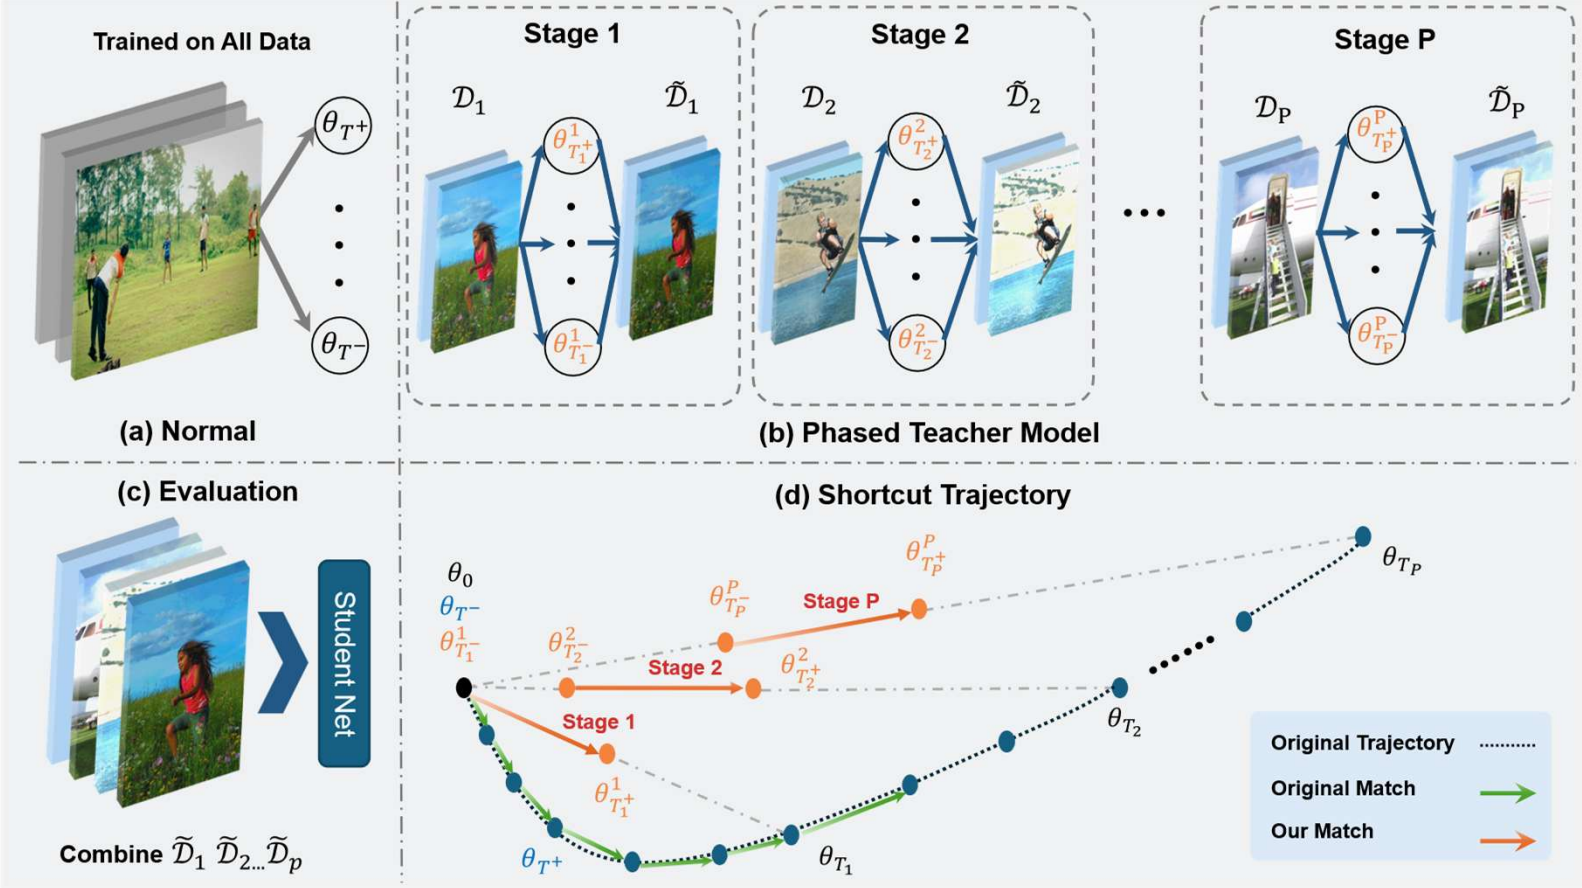 Trained on All Data
θ_{T^+}
θ_{T^-}
(a) Normal
Stage 1
𝒟_1
𝒟̃_1
θ^1_{T_1^+}
θ^1_{T_1^-}
Stage 2
𝒟_2
𝒟̃_2
θ^2_{T_2^+}
θ^2_{T_2^-}
...
Stage P
𝒟_P
𝒟̃_P
θ^P_{T_P^+}
θ^P_{T_P^-}
(b) Phased Teacher Model
(c) Evaluation
Student Net
Combine 𝒟̃_1 𝒟̃_2...𝒟̃_p
(d) Shortcut Trajectory
θ_0
θ_{T^-}
θ^1_{T_1^-}
θ^2_{T_2^-}
θ^P_{T_P^-}
Stage P
θ^P_{T_P^+}
θ_{T_P}
Stage 2
θ^2_{T_2^+}
θ_{T_2}
Stage 1
θ^1_{T_1^+}
θ_{T^+}
θ_{T_1}
Original Trajectory
Original Match
Our Match